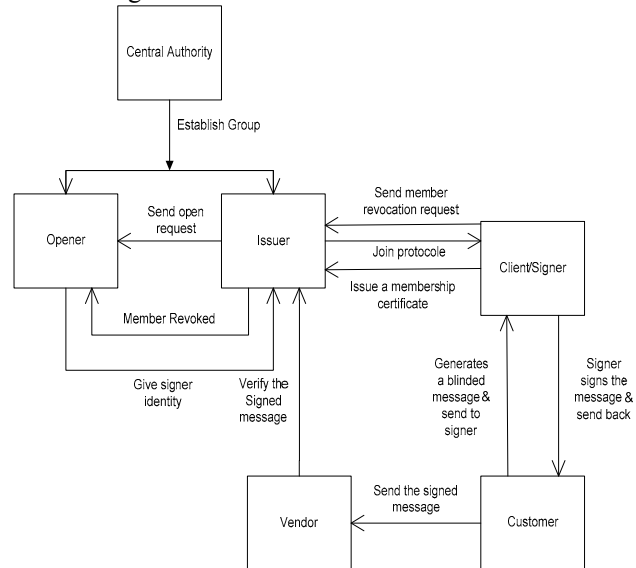 Central Authority
Establish Group
Opener
Send open
request
Issuer
Send member
revocation request
Join protocole
Issue a membership
certificate
Client/Signer
Member Revoked
Give signer
identity
Verify the
Signed
message
Generates
a blinded
message &
send to
signer
Signer
signs the
message &
send back
Vendor
Send the signed
message
Customer